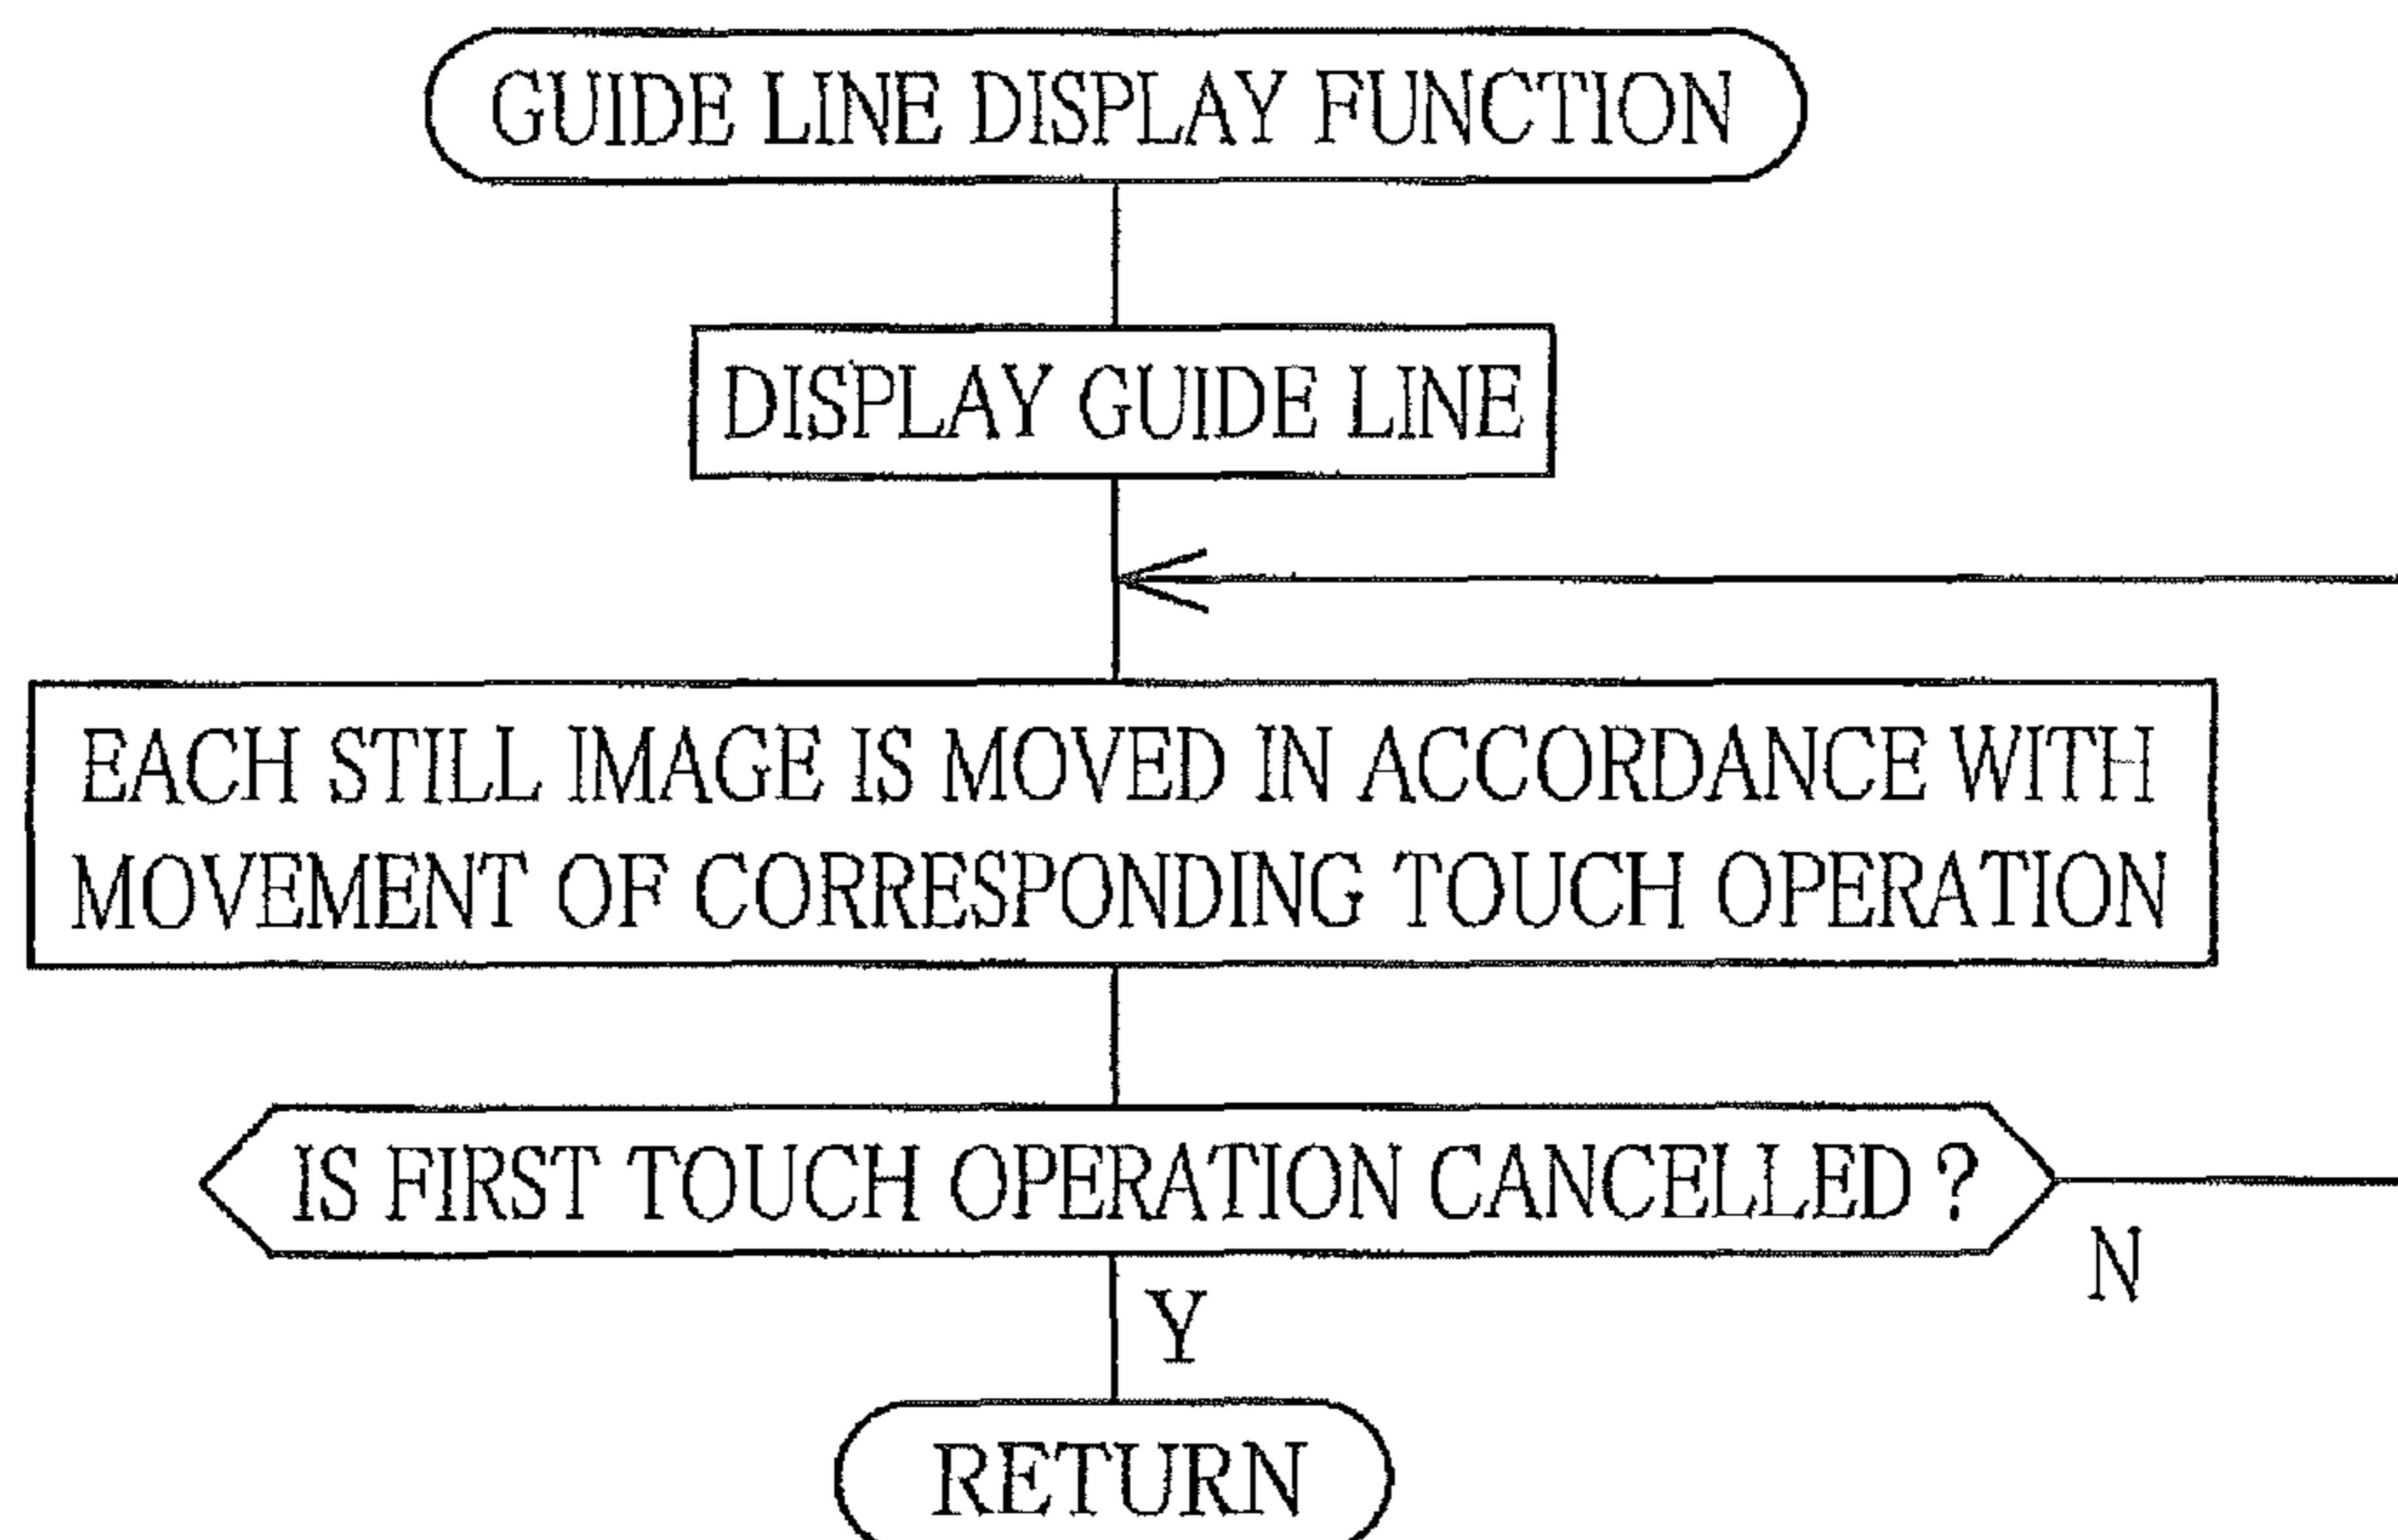 GUIDE LINE DISPLAY FUNCTION
DISPLAY GUIDE LINE
EACH STILL IMAGE IS MOVED IN ACCORDANCE WITH
MOVEMENT OF CORRESPONDING TOUCH OPERATION
IS FIRST TOUCH OPERATION CANCELLED ?
N
Y
RETURN